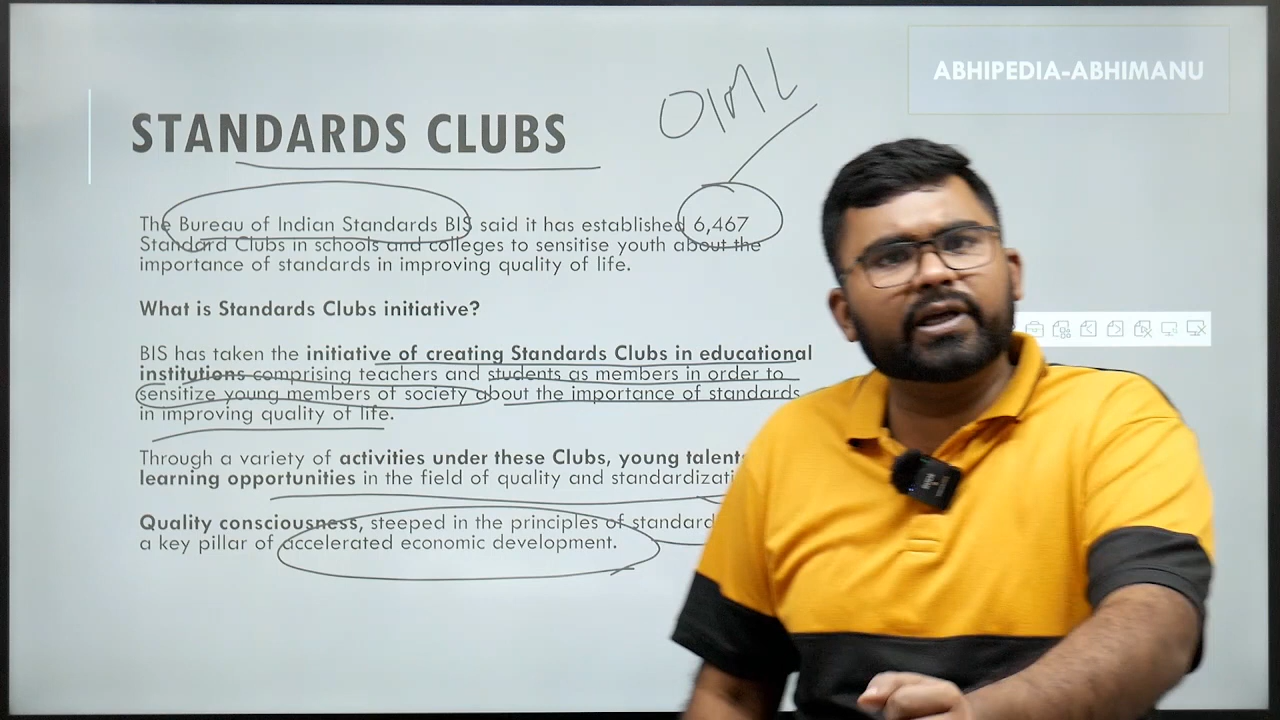 ABHIPEDIA-ABHIMANU
OIML
STANDARDS CLUBS
The Bureau of Indian Standards BIS said it has established 6,467
Standard Clubs in schools and colleges to sensitise youth about the
importance of standards in improving quality of life.
What is Standards Clubs initiative?
BIS has taken the initiative of creating Standards Clubs in educational
institutions comprising teachers and students as members in order to
sensitize young members of society about the importance of standards
in improving quality of life.
Through a variety of activities under these Clubs, young talent
learning opportunities in the field of quality and
Quality consciousness, steeped in the principles of
a key pillar of accelerated economic development.